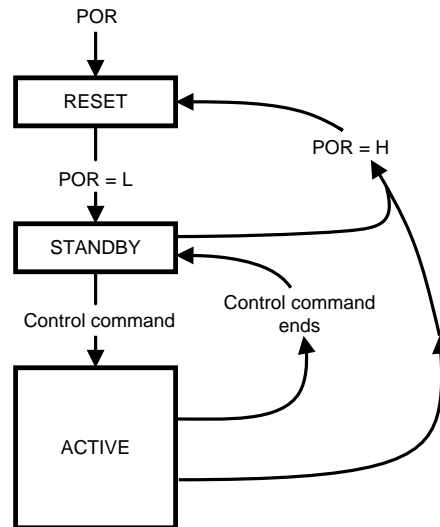 POR
RESET
POR = H
POR = L
STANDBY
Control command
ends
Control command
ACTIVE